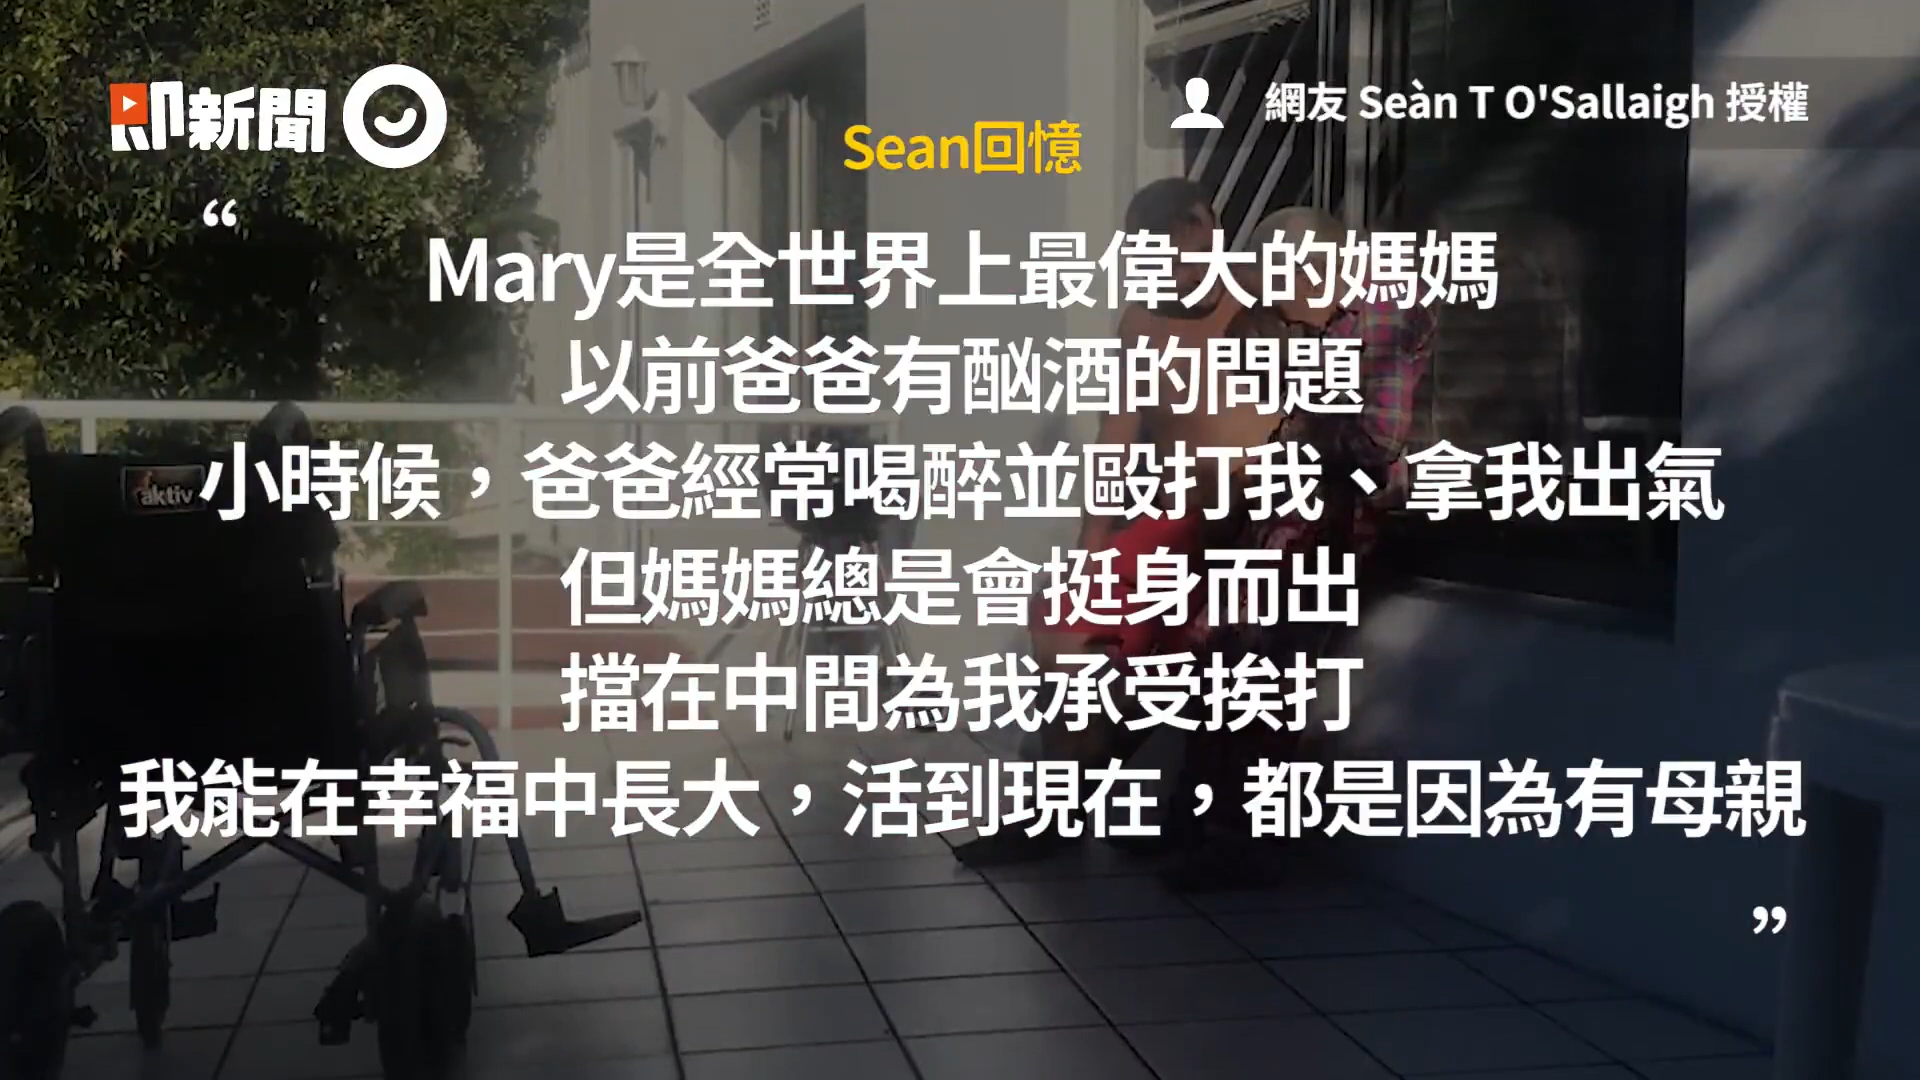 即新聞
網友 Seàn T O'Sallaigh 授權
Sean回憶
“
Mary是全世界上最偉大的媽媽
以前爸爸有酗酒的問題
小時候，爸爸經常喝醉並毆打我、拿我出氣
但媽媽總是會挺身而出
擋在中間為我承受挨打
我能在幸福中長大，活到現在，都是因為有母親
”
aktiv